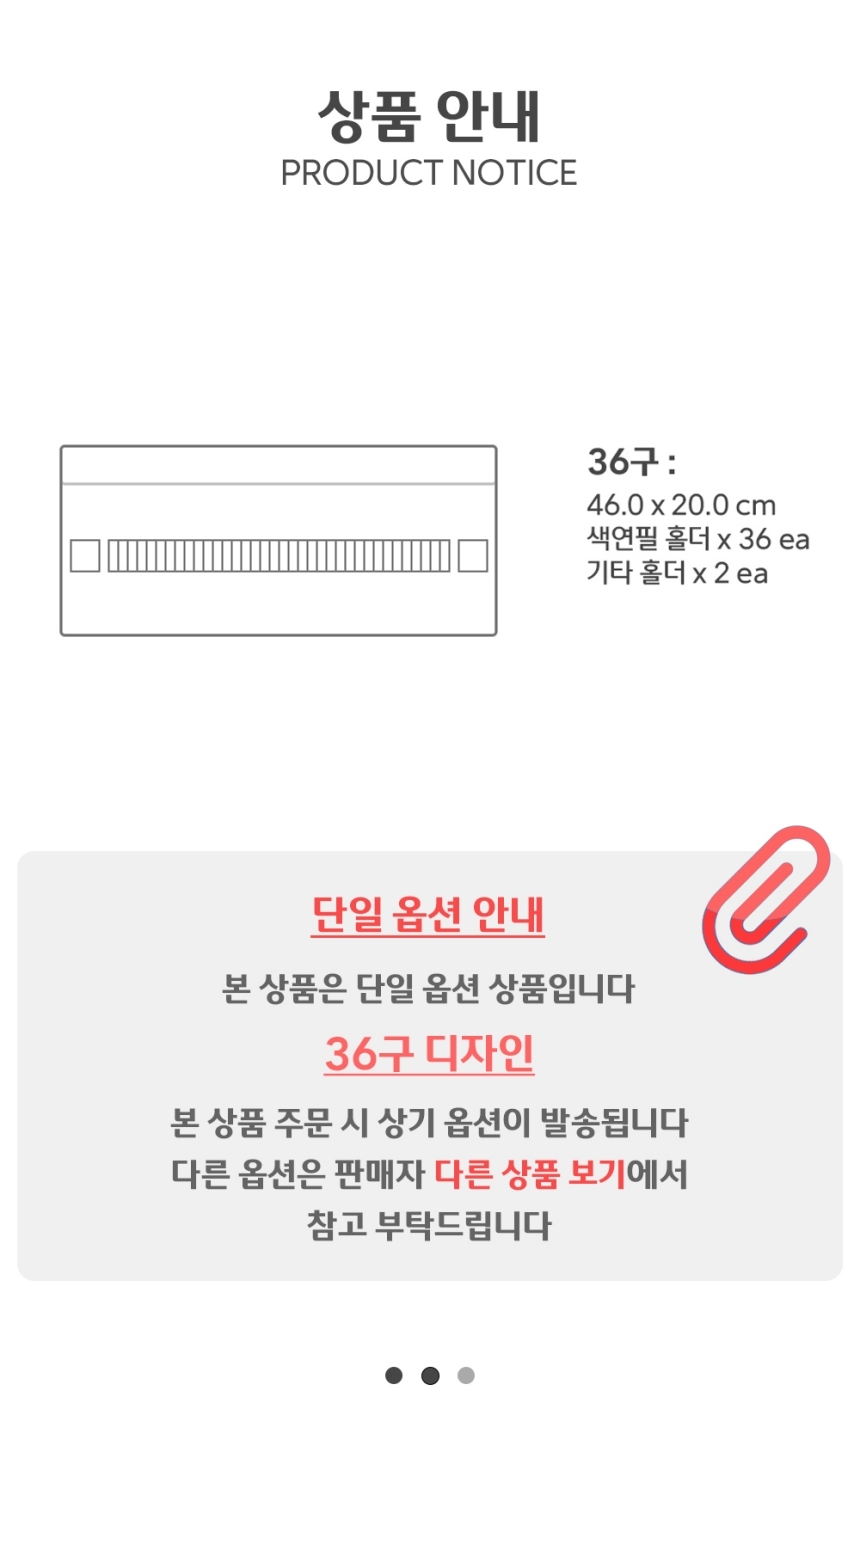 상품 안내
PRODUCT NOTICE
36구 :
46.0 x 20.0 cm
색연필 홀더 x 36 ea
기타 홀더 x 2 ea
단일 옵션 안내
본 상품은 단일 옵션 상품입니다
36구 디자인
본 상품 주문 시 상기 옵션이 발송됩니다
다른 옵션은 판매자 다른 상품 보기에서
참고 부탁드립니다